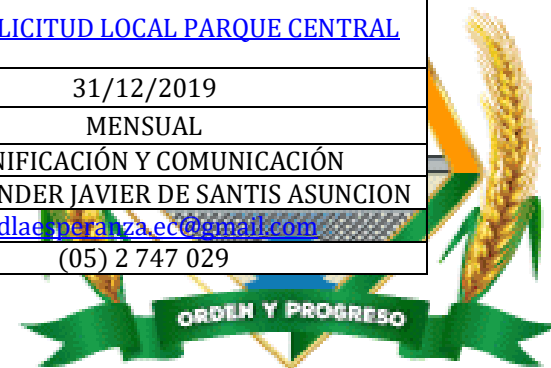 LICITUD LOCAL PARQUE CENTRAL
31/12/2019
MENSUAL
NIFICACIÓN Y COMUNICACIÓN
NDER JAVIER DE SANTIS ASUNCION
dlaesperanza.ec@gmail.com
(05) 2 747 029
ORDEN Y PROGRESO